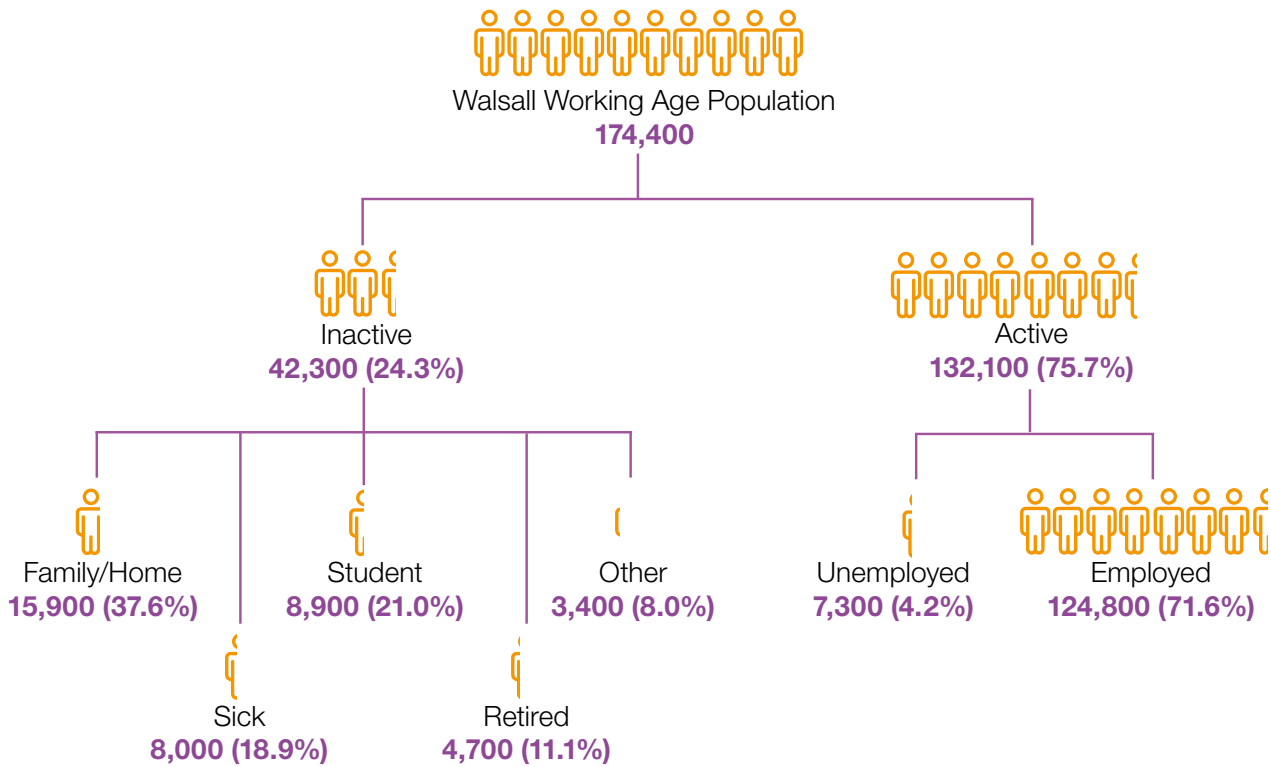 Walsall Working Age Population
174,400
Inactive
42,300 (24.3%)
Active
132,100 (75.7%)
Family/Home
15,900 (37.6%)
Student
8,900 (21.0%)
Other
3,400 (8.0%)
Unemployed
7,300 (4.2%)
Employed
124,800 (71.6%)
Sick
8,000 (18.9%)
Retired
4,700 (11.1%)